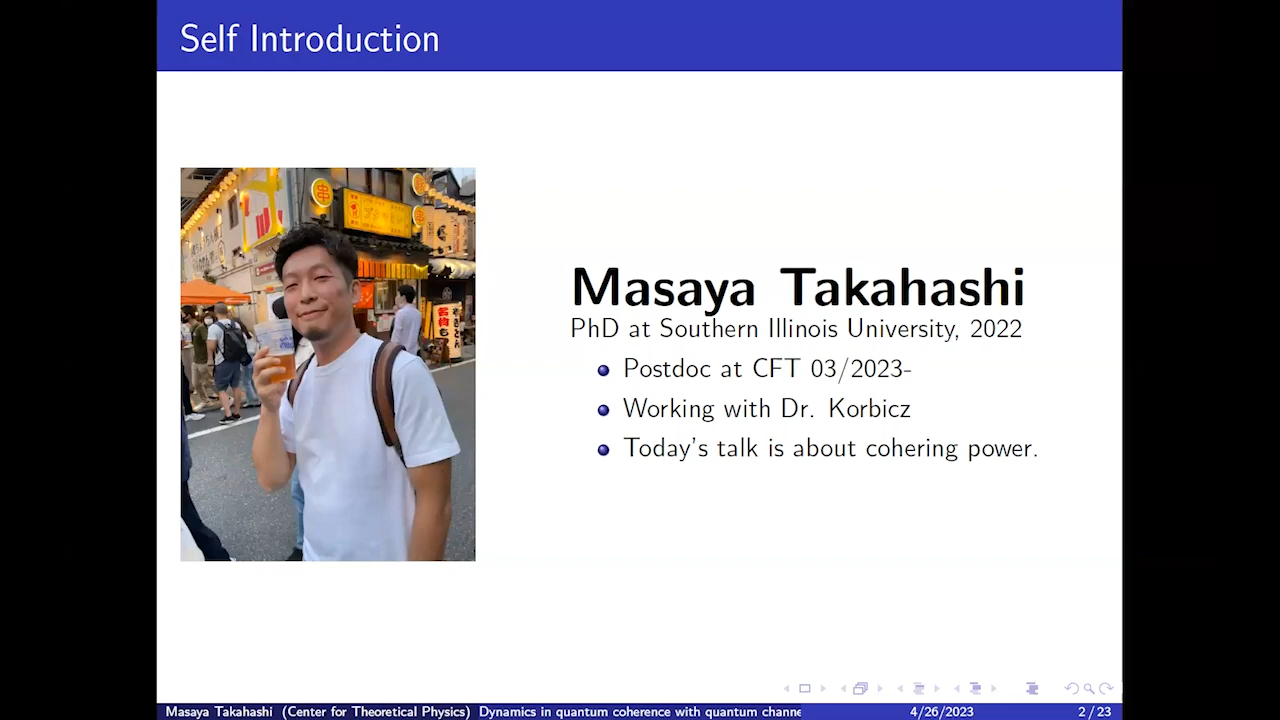 Self Introduction
串
Masaya Takahashi
PhD at Southern Illinois University, 2022
Postdoc at CFT 03/2023-
Working with Dr. Korbicz
Today's talk is about cohering power.
Masaya Takahashi (Center for Theoretical Physics) Dynamics in quantum coherence with quantum channe 4/26/2023 2 / 23